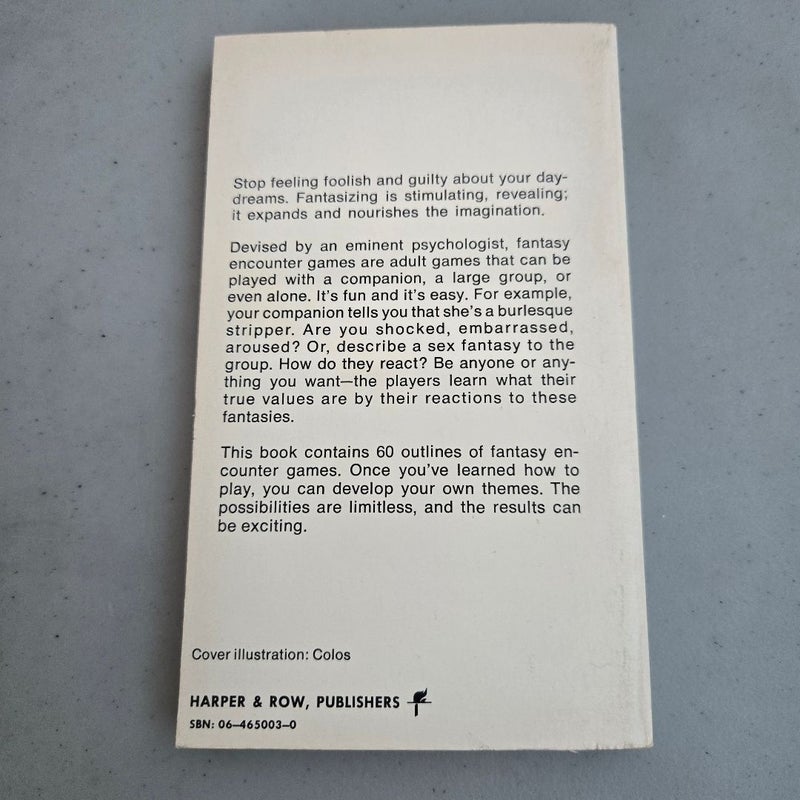 Stop feeling foolish and guilty about your day-
dreams. Fantasizing is stimulating, revealing;
it expands and nourishes the imagination.
Devised by an eminent psychologist, fantasy
encounter games are adult games that can be
played with a companion, a large group, or
even alone. It's fun and it's easy. For example,
your companion tells you that she's a burlesque
stripper. Are you shocked, embarrassed,
aroused? Or, describe a sex fantasy to the
group. How do they react? Be anyone or any-
thing you want—the players learn what their
true values are by their reactions to these
fantasies.
This book contains 60 outlines of fantasy en-
counter games. Once you've learned how to
play, you can develop your own themes. The
possibilities are limitless, and the results can
be exciting.
Cover illustration: Colos
HARPER & ROW, PUBLISHERS
SBN: 06-465003-0